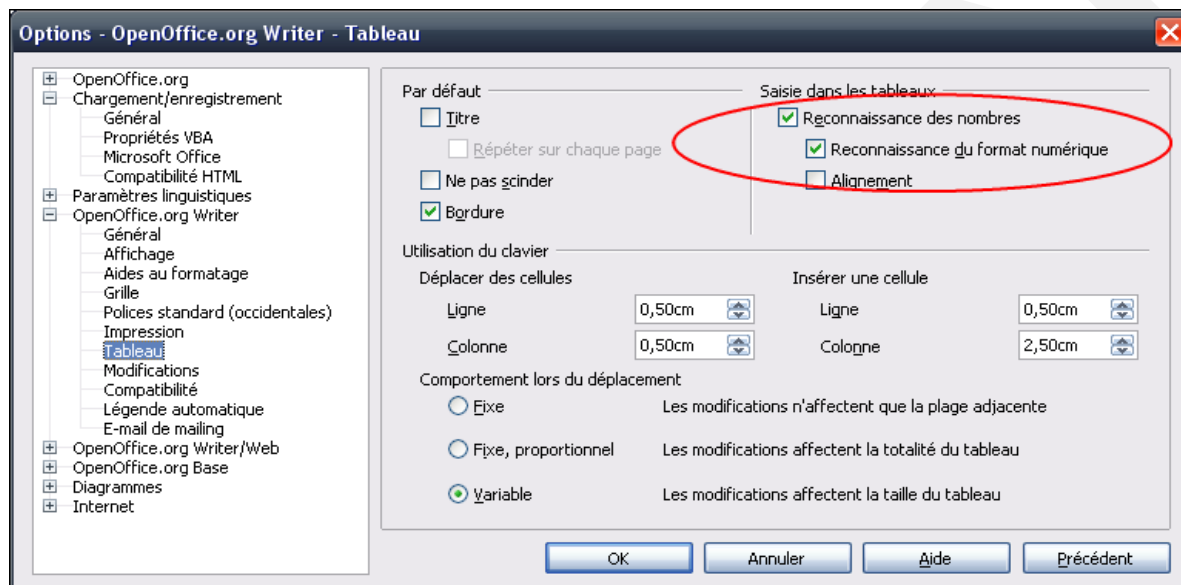 Options - OpenOffice.org Writer - Tableau
OpenOffice.org
Chargement/enregistrement
Général
Propriétés VBA
Microsoft Office
Compatibilité HTML
Paramètres linguistiques
OpenOffice.org Writer
Général
Affichage
Aides au formatage
Grille
Polices standard (occidentales)
Impression
Tableau
Modifications
Compatibilité
Légende automatique
E-mail de mailing
OpenOffice.org Writer/Web
OpenOffice.org Base
Diagrammes
Internet
Par défaut
Titre
Répéter sur chaque page
Ne pas scinder
Bordure
Saisie dans les tableaux
Reconnaissance des nombres
Reconnaissance du format numérique
Alignement
Utilisation du clavier
Déplacer des cellules
Ligne 0,50cm
Colonne 0,50cm
Insérer une cellule
Ligne 0,50cm
Colonne 2,50cm
Comportement lors du déplacement
Fixe Les modifications n'affectent que la plage adjacente
Fixe, proportionnel Les modifications affectent la totalité du tableau
Variable Les modifications affectent la taille du tableau
OK Annuler Aide Précédent